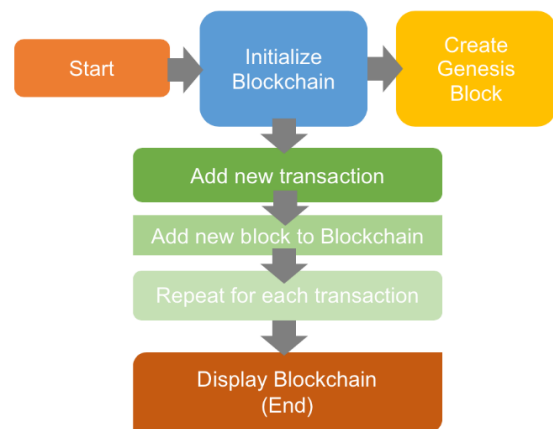 Start
Initialize
Blockchain
Create
Genesis
Block
Add new transaction
Add new block to Blockchain
Repeat for each transaction
Display Blockchain
(End)